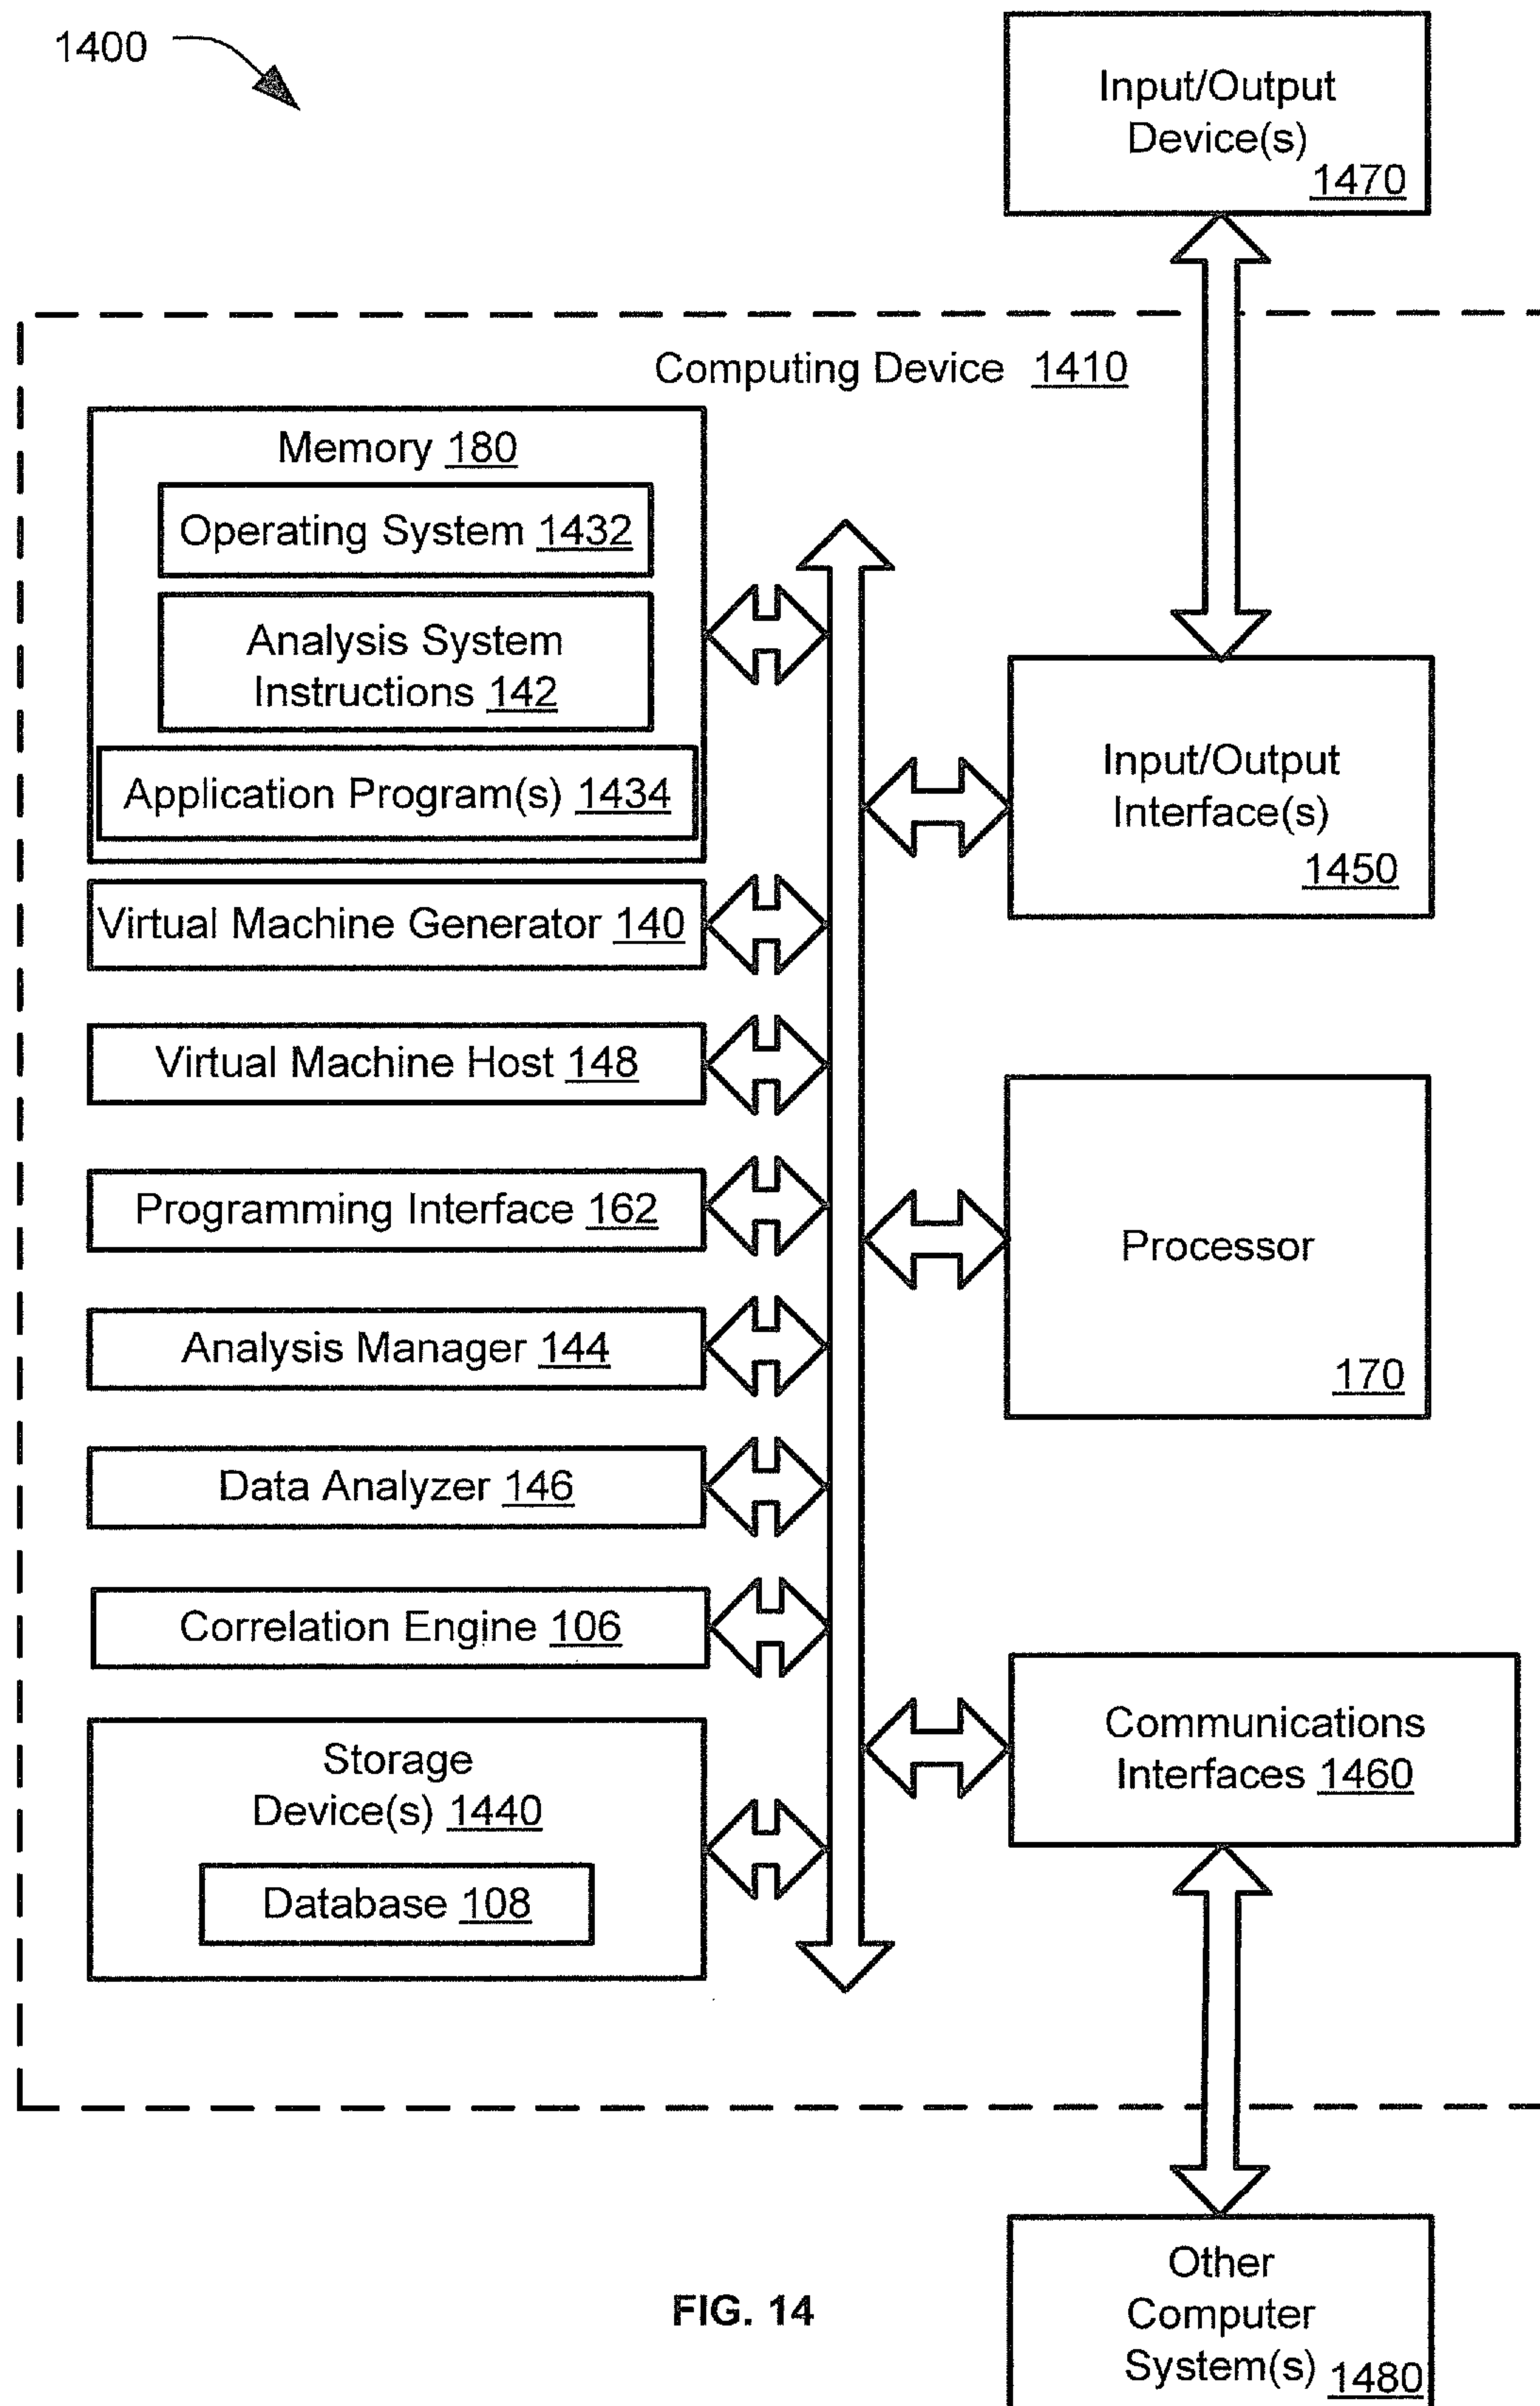 1400
Input/Output
Device(s)
1470
Computing Device 1410
Memory 180
Operating System 1432
Analysis System
Instructions 142
Application Program(s) 1434
Virtual Machine Generator 140
Virtual Machine Host 148
Programming Interface 162
Analysis Manager 144
Data Analyzer 146
Correlation Engine 106
Storage
Device(s) 1440
Database 108
Input/Output
Interface(s)
1450
Processor
170
Communications
Interfaces 1460
Other
Computer
System(s) 1480
FIG. 14